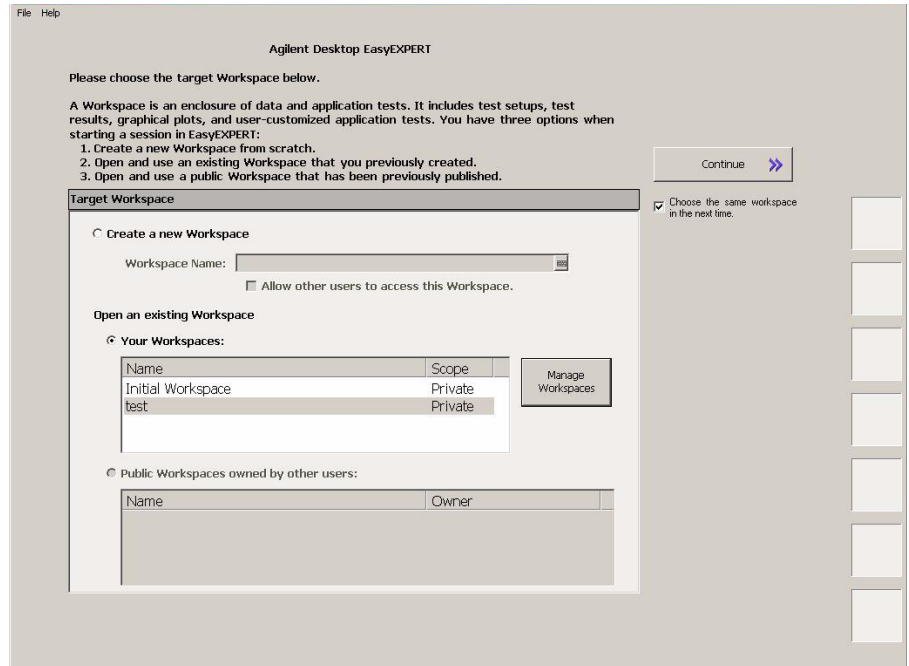 File Help
Agilent Desktop EasyEXPERT
Please choose the target Workspace below.
A Workspace is an enclosure of data and application tests. It includes test setups, test
results, graphical plots, and user-customized application tests. You have three options when
starting a session in EasyEXPERT:
1. Create a new Workspace from scratch.
2. Open and use an existing Workspace that you previously created.
3. Open and use a public Workspace that has been previously published.
Continue
Choose the same workspace
in the next time.
Target Workspace
Create a new Workspace
Workspace Name:
Allow other users to access this Workspace.
Open an existing Workspace
Your Workspaces:
Name Scope
Initial Workspace Private
test Private
Manage
Workspaces
Public Workspaces owned by other users:
Name Owner